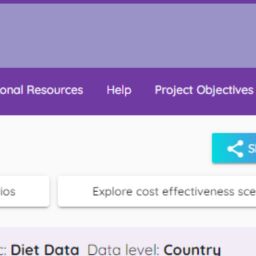 onal Resources Help Project Objectives
ios Explore cost effectiveness sce
: Diet Data Data level: Country